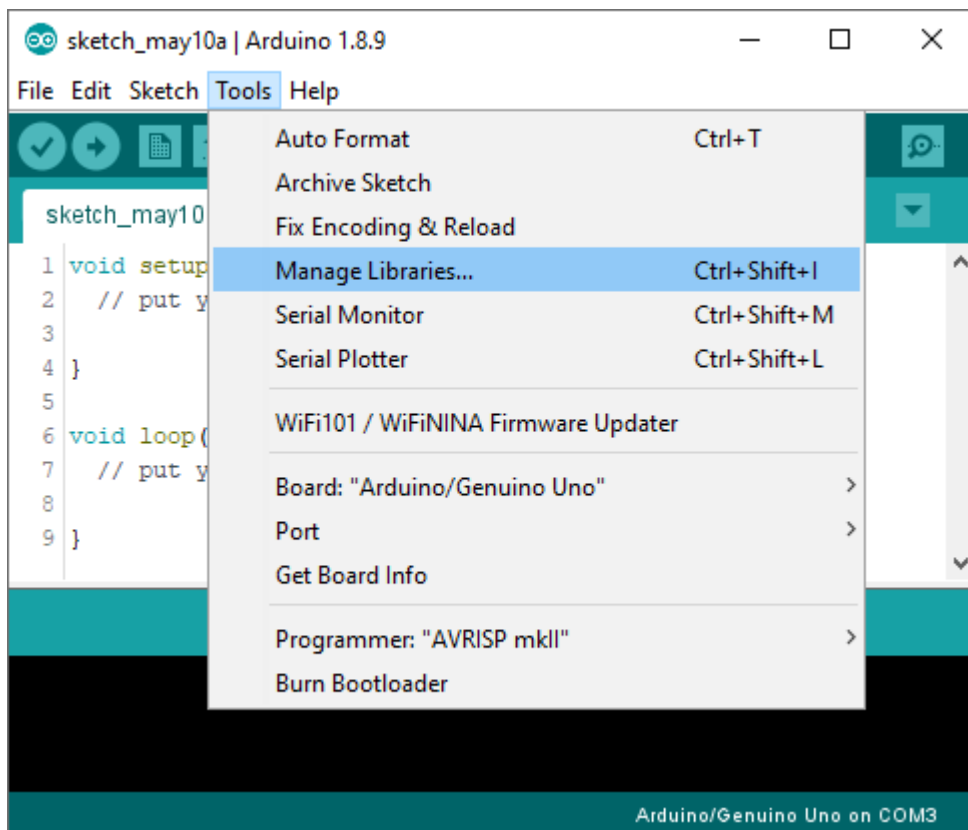 sketch_may10a | Arduino 1.8.9
File Edit Sketch Tools Help
Auto Format Ctrl+T
Archive Sketch
sketch_may10
Fix Encoding & Reload
1 void setup
Manage Libraries... Ctrl+Shift+I
2 // put y
Serial Monitor Ctrl+Shift+M
3
4 }
Serial Plotter Ctrl+Shift+L
5
WiFi101 / WiFiNINA Firmware Updater
6 void loop(
7 // put y
Board: "Arduino/Genuino Uno"
8
Port
9 }
Get Board Info
Programmer: "AVRISP mkII"
Burn Bootloader
Arduino/Genuino Uno on COM3